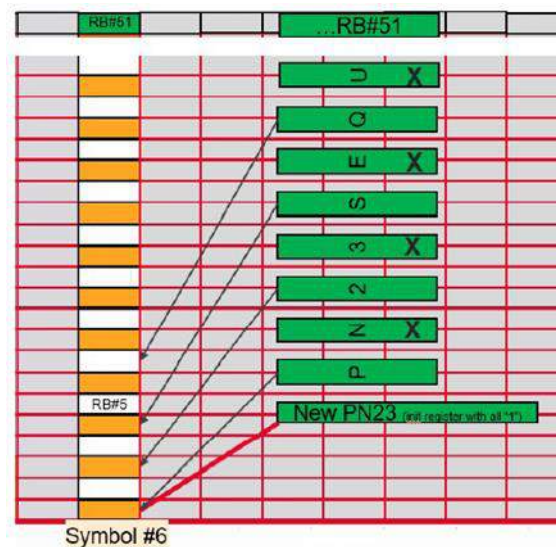 RB#51
...RB#51
U X
Q
E X
S
3 X
2
N X
P
RB#5
New PN23 (init register with all "1")
Symbol #6